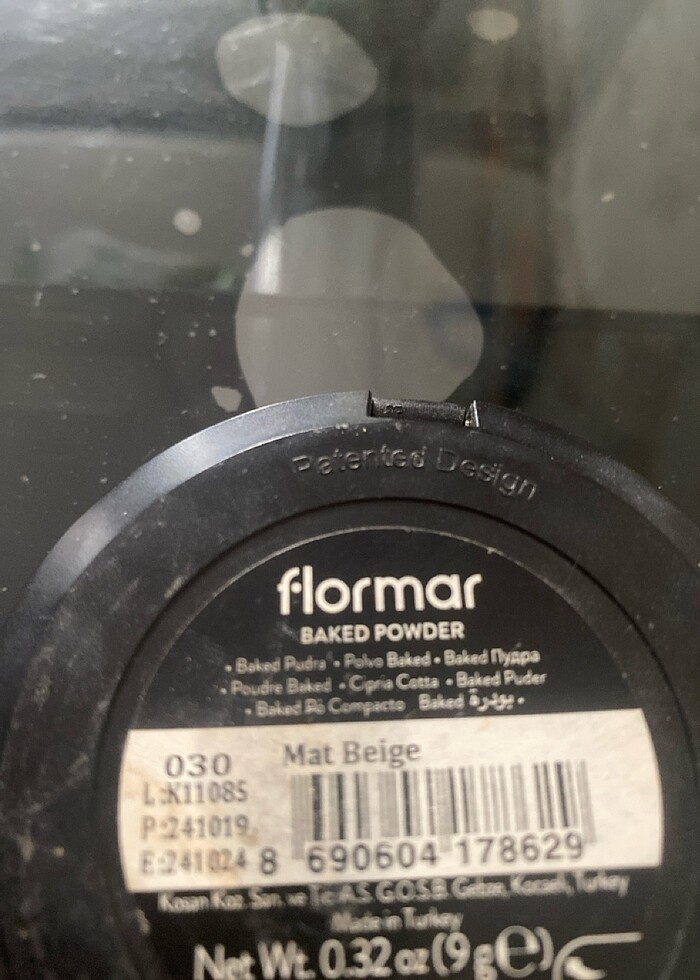 Patented Design
flormar
BAKED POWDER
• Baked Pudra • Polvo Baked • Baked Пудра
• Poudre Baked • Cipria Cotta • Baked Puder
• Baked Pó Compacto Baked بودرة •
030 Mat Beige
L:K11085
P:241019
E:241024
8 690604 178629
Kosan Koz. San. ve Tic A.S. G.O.S.B. Gebze, Kocaeli, Turkey
Made in Turkey
Net Wt. 0.32 oz (9 g e)